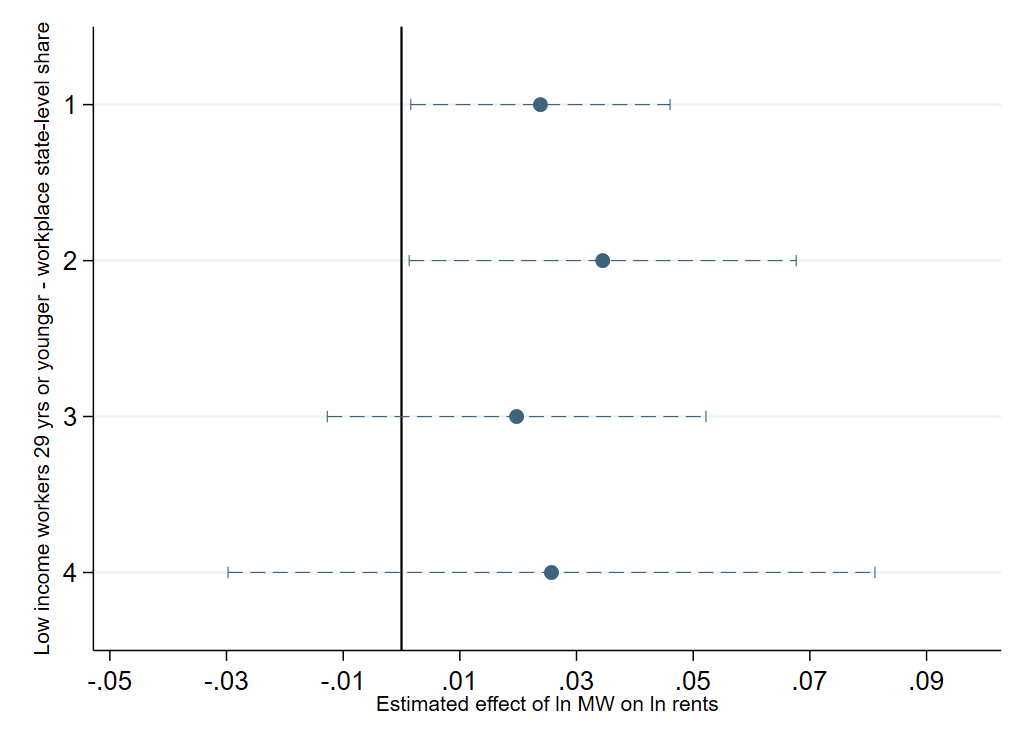 Low income workers 29 yrs or younger - workplace state-level share
1
2
3
4
-.05 -.03 -.01 .01 .03 .05 .07 .09
Estimated effect of ln MW on ln rents